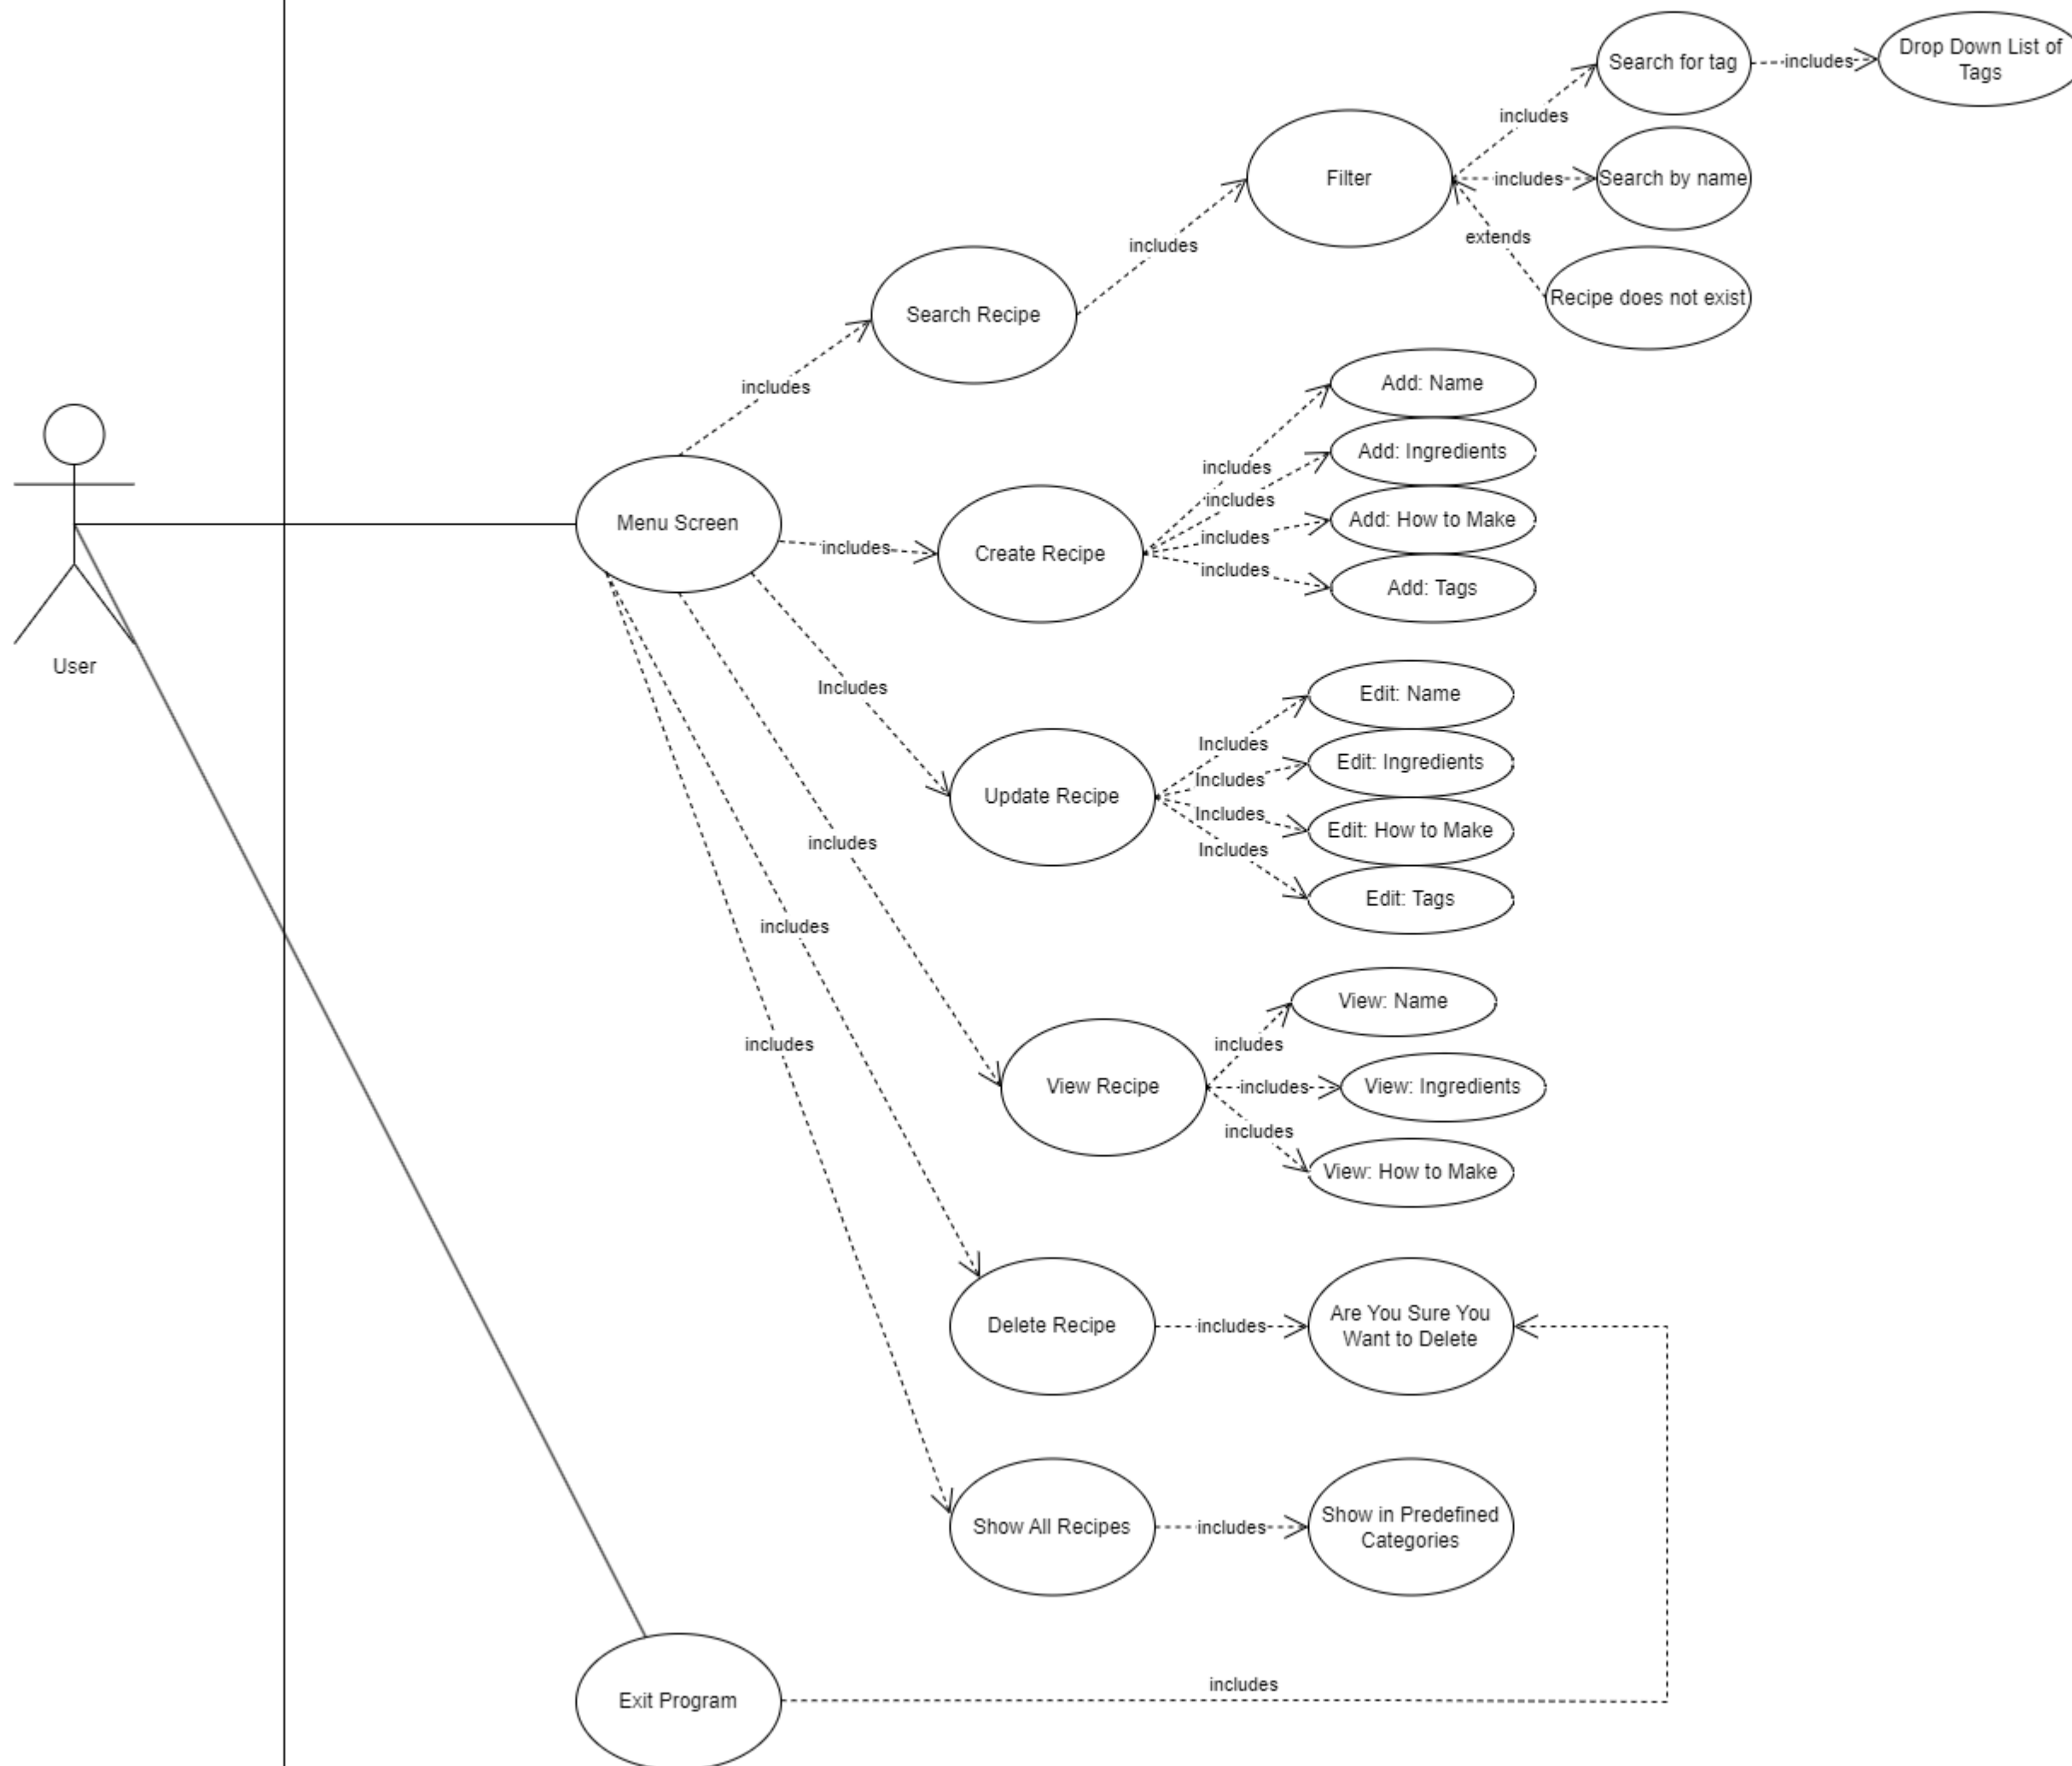 Search for tag
includes
Drop Down List of
Tags
includes
Filter
includes
Search by name
includes
extends
Recipe does not exist
Search Recipe
includes
Add: Name
includes
Add: Ingredients
includes
Menu Screen
Add: How to Make
includes
includes
Create Recipe
includes
Add: Tags
User
Includes
Edit: Name
Includes
Edit: Ingredients
Includes
Update Recipe
Includes
Edit: How to Make
Includes
Edit: Tags
includes
includes
View: Name
includes
includes
View Recipe
includes
View: Ingredients
includes
View: How to Make
Delete Recipe
includes
Are You Sure You
Want to Delete
Show All Recipes
includes
Show in Predefined
Categories
Exit Program
includes